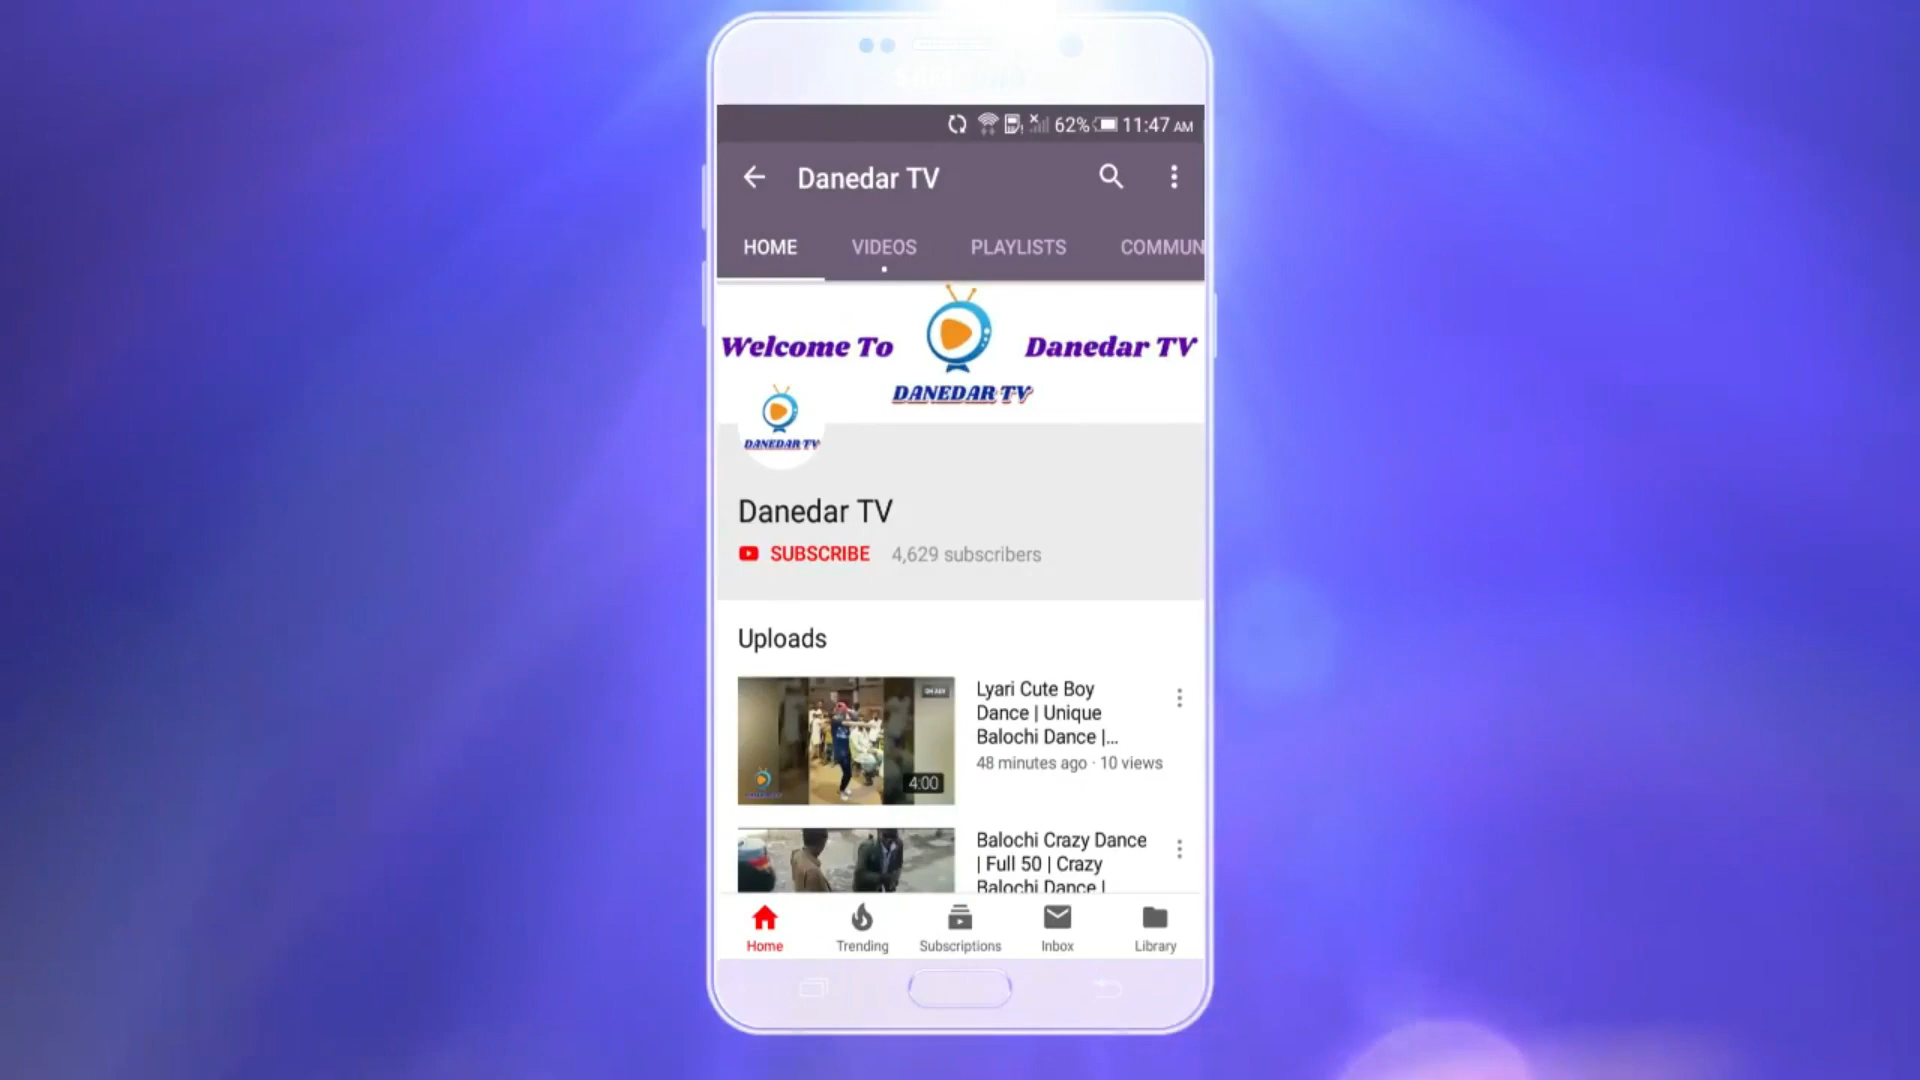 62% 11:47 AM
Danedar TV
HOME VIDEOS PLAYLISTS COMMUN
Welcome To Danedar TV
DANEDAR TV
DANEDAR TV
Danedar TV
SUBSCRIBE 4,629 subscribers
Uploads
Lyari Cute Boy
Dance | Unique
Balochi Dance |...
48 minutes ago · 10 views
4:00
Balochi Crazy Dance
| Full 50 | Crazy
Balochi Dance |
Home Trending Subscriptions Inbox Library